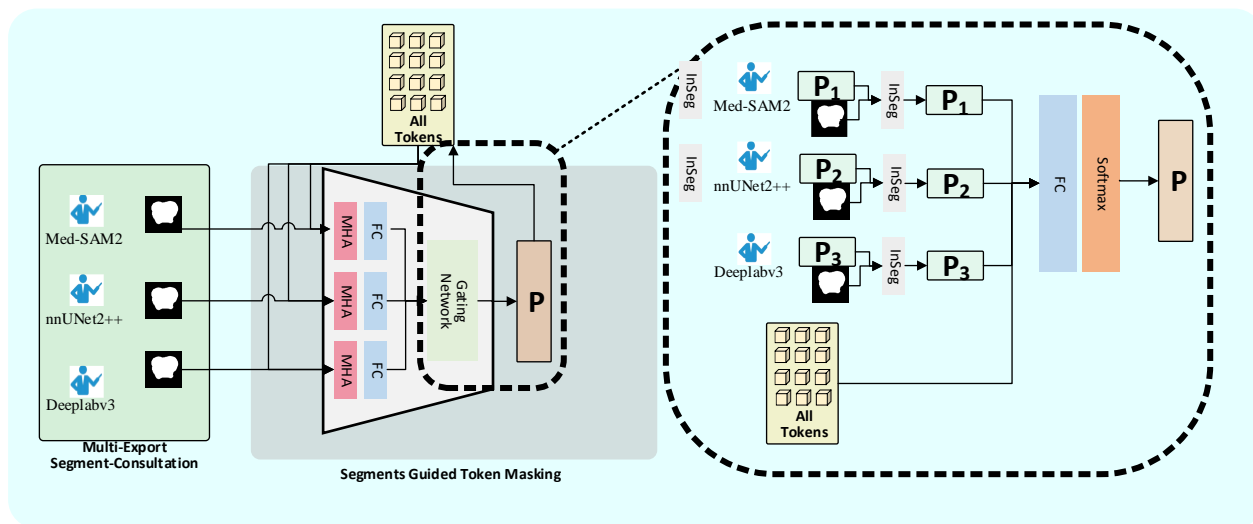 All
Tokens
Med-SAM2
nnUNet2++
Deeplabv3
Multi-Export
Segment-Consultation
MHA
FC
MHA
FC
MHA
FC
Gating
Network
P
Segments Guided Token Masking
InSeg
Med-SAM2
P1
InSeg
P1
InSeg
nnUNet2++
P2
InSeg
P2
Deeplabv3
P3
InSeg
P3
FC
Softmax
P
All
Tokens